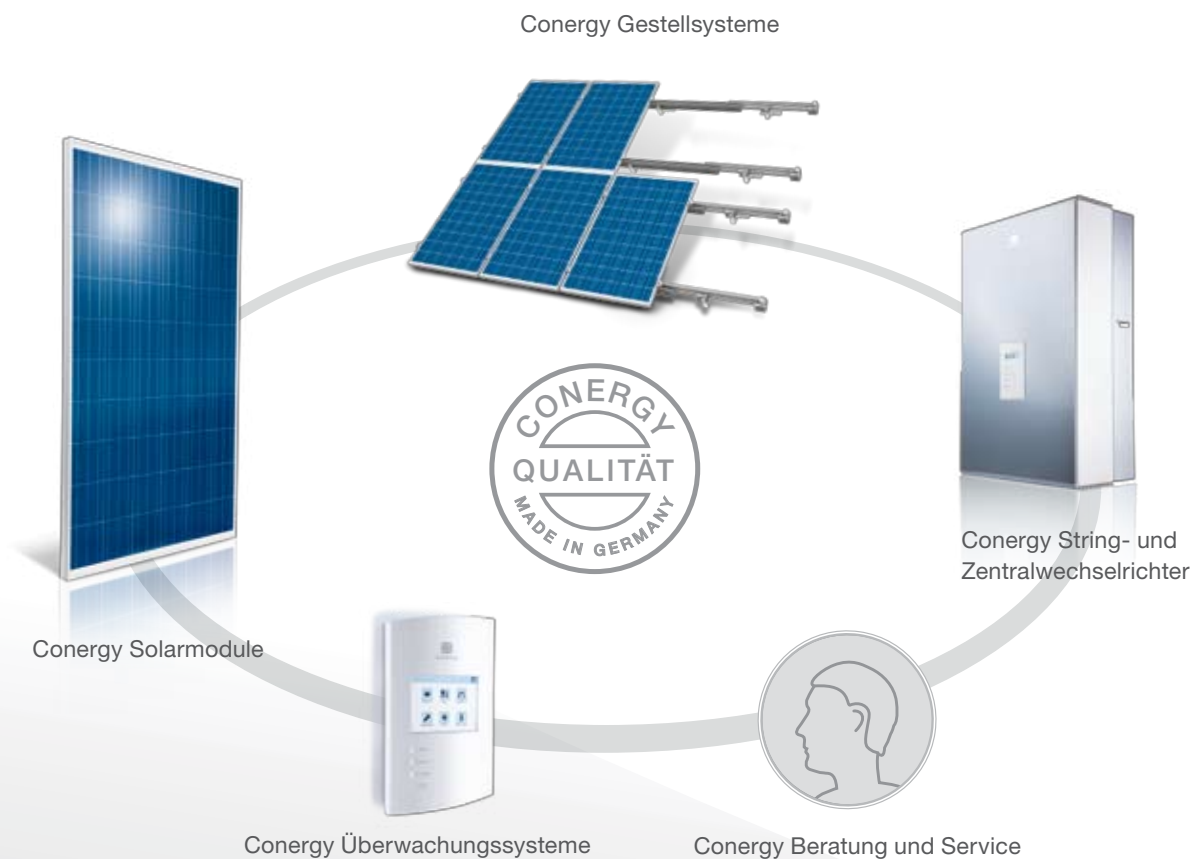 Conergy Gestellsysteme
CONERGY
QUALITÄT
MADE IN GERMANY
Conergy String- und
Zentralwechselrichter
Conergy Solarmodule
Conergy Überwachungssysteme
Conergy Beratung und Service